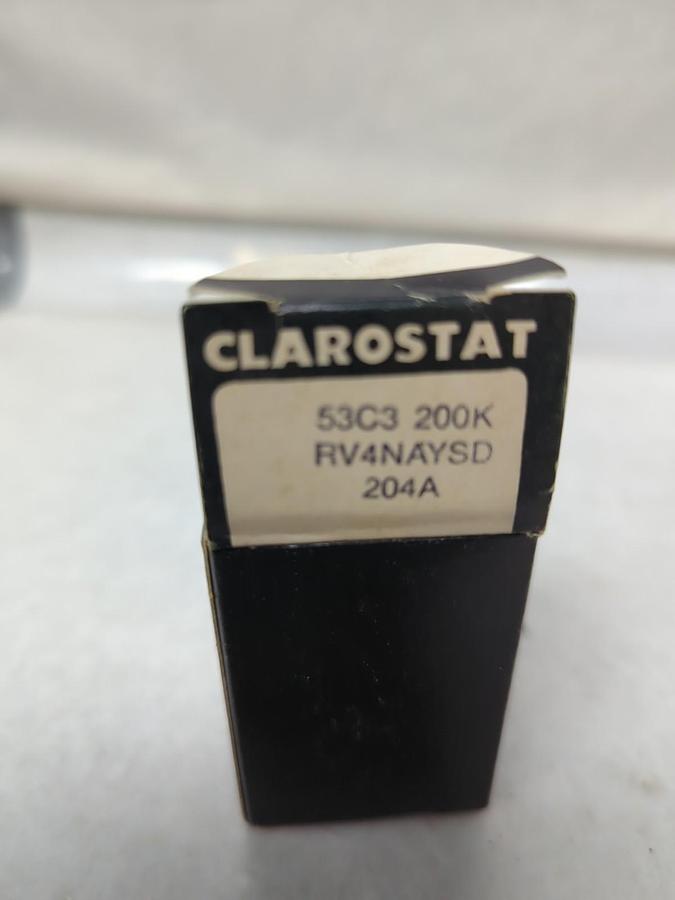 CLAROSTAT
53C3 200K
RV4NAYSD
204A